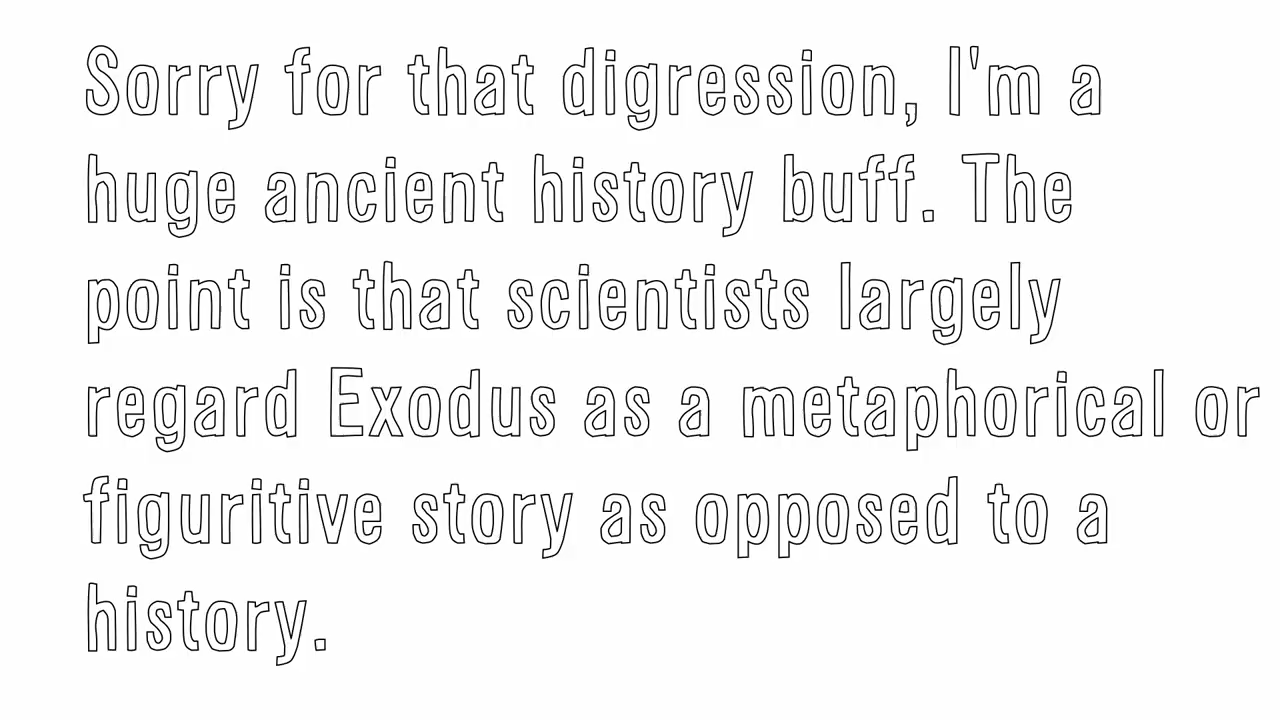 Sorry for that digression, I'm a
huge ancient history buff. The
point is that scientists largely
regard Exodus as a metaphorical or
figuritive story as opposed to a
history.